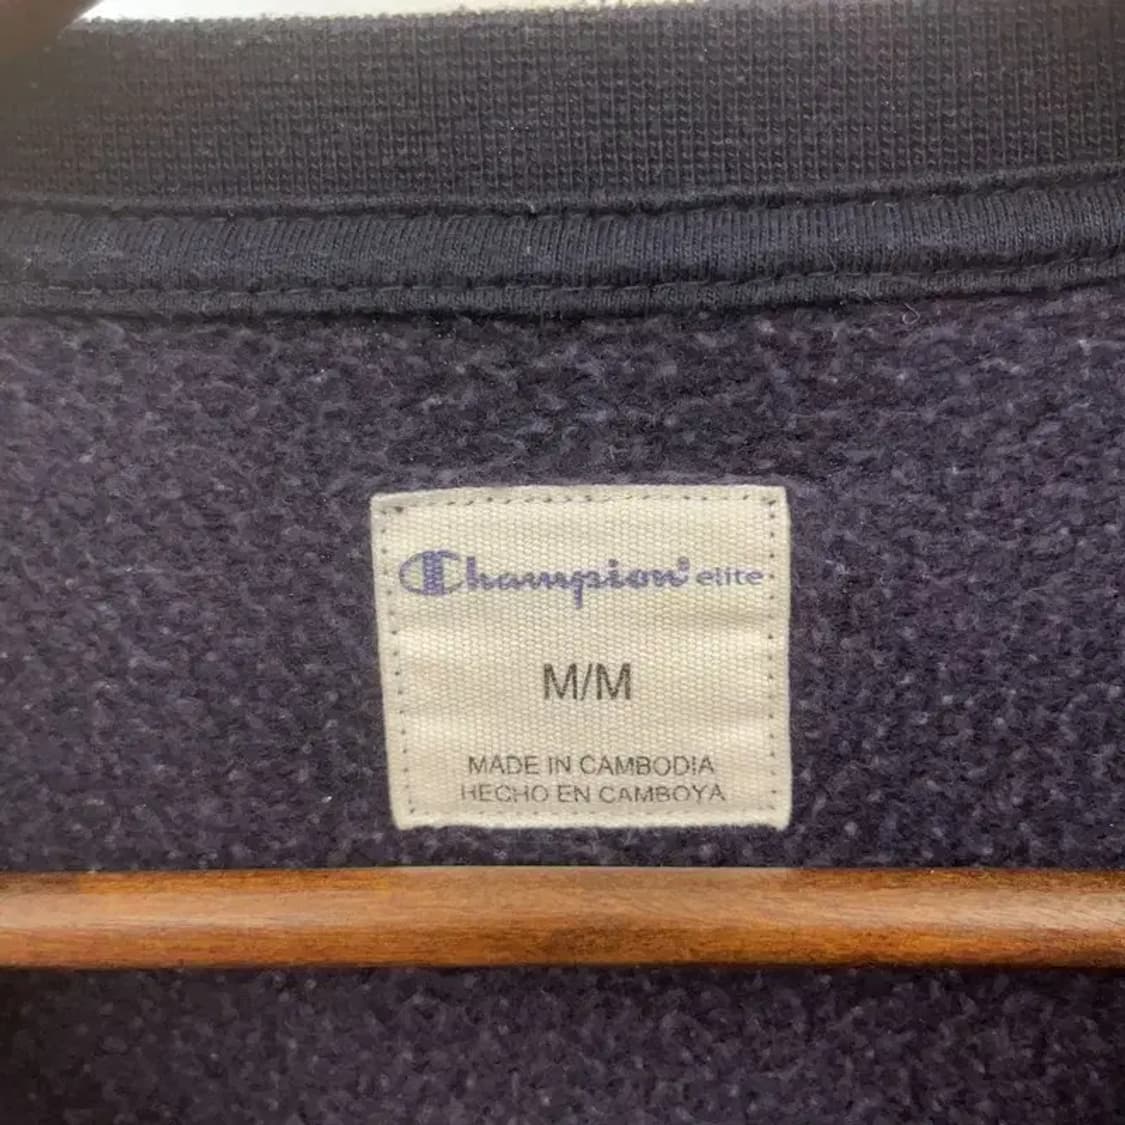 Champion elite
M/M
MADE IN CAMBODIA
HECHO EN CAMBOYA